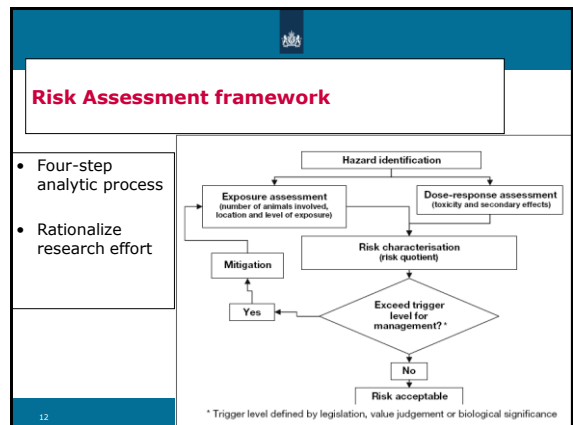 Risk Assessment framework
• Four-step
analytic process
• Rationalize
research effort
Hazard identification
Exposure assessment
(number of animals involved,
location and level of exposure)
Dose-response assessment
(toxicity and secondary effects)
Risk characterisation
(risk quotient)
Mitigation
Yes
Exceed trigger
level for
management? *
No
Risk acceptable
* Trigger level defined by legislation, value judgement or biological significance
12